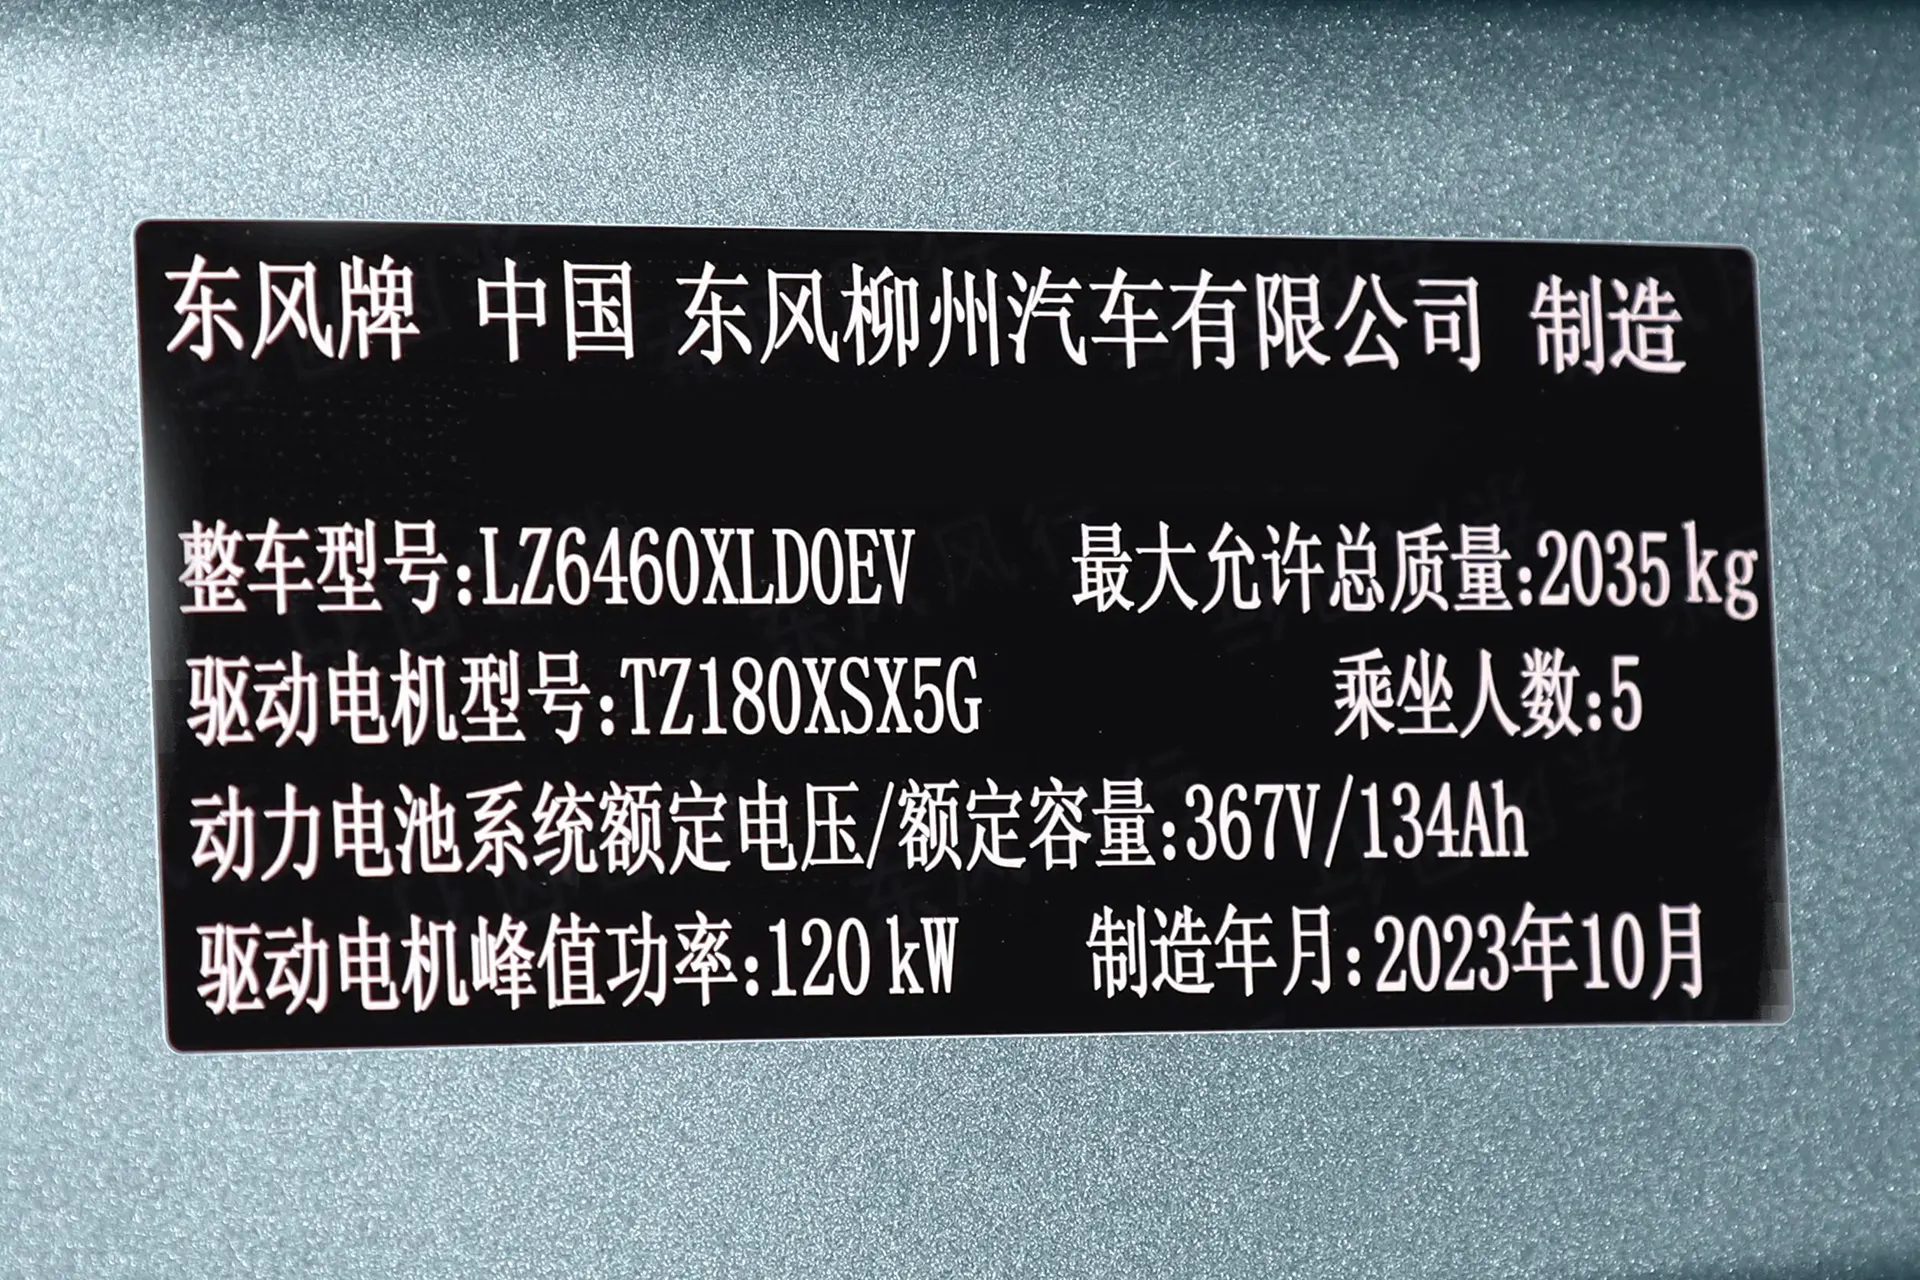 东风牌 中国 东风柳州汽车有限公司 制造
整车型号:LZ6460XLD0EV 最大允许总质量:2035kg
驱动电机型号:TZ180XSX5G 乘坐人数:5
动力电池系统额定电压/额定容量:367V/134Ah
驱动电机峰值功率:120kW 制造年月:2023年10月